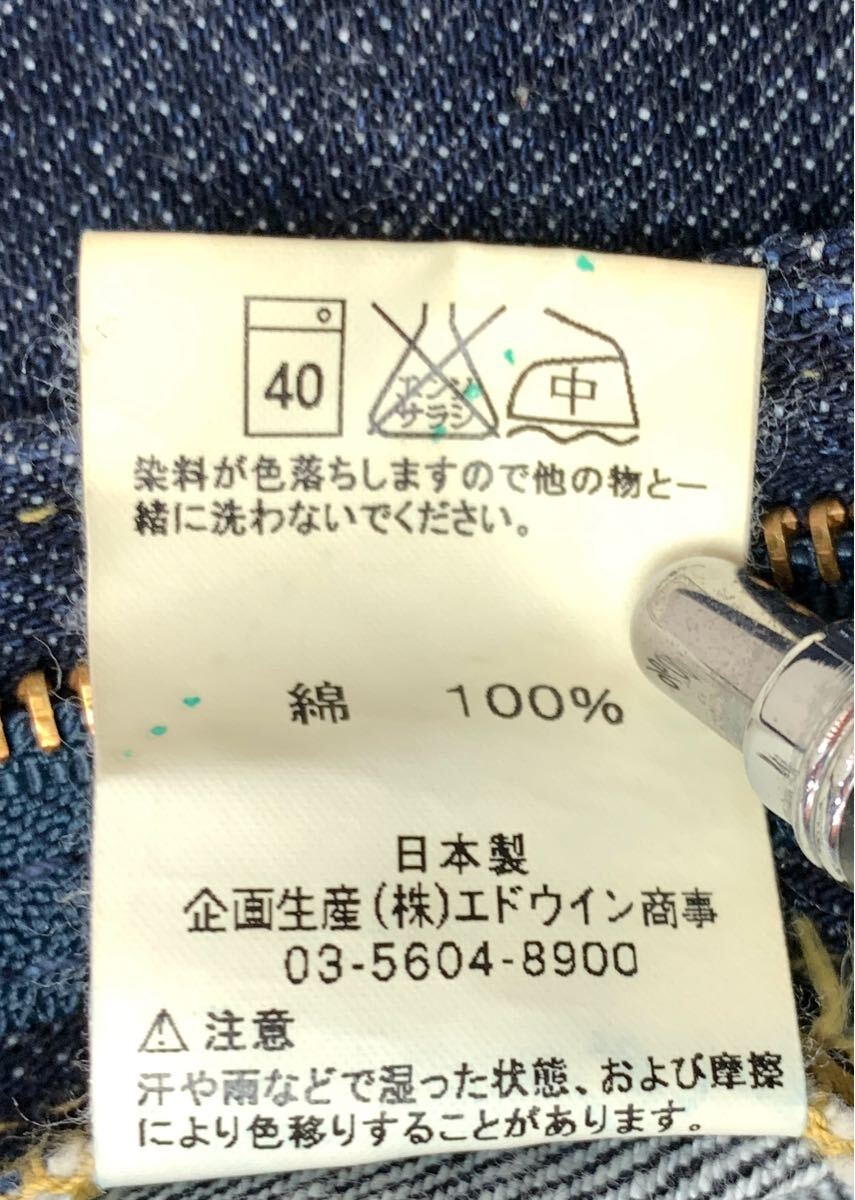 40
エンソ
サラシ
中
染料が色落ちしますので他の物と一
緒に洗わないでください。
綿 100%
日本製
企画生産(株)エドウイン商事
03-5604-8900
⚠ 注意
汗や雨などで湿った状態、および摩擦
により色移りすることがあります。